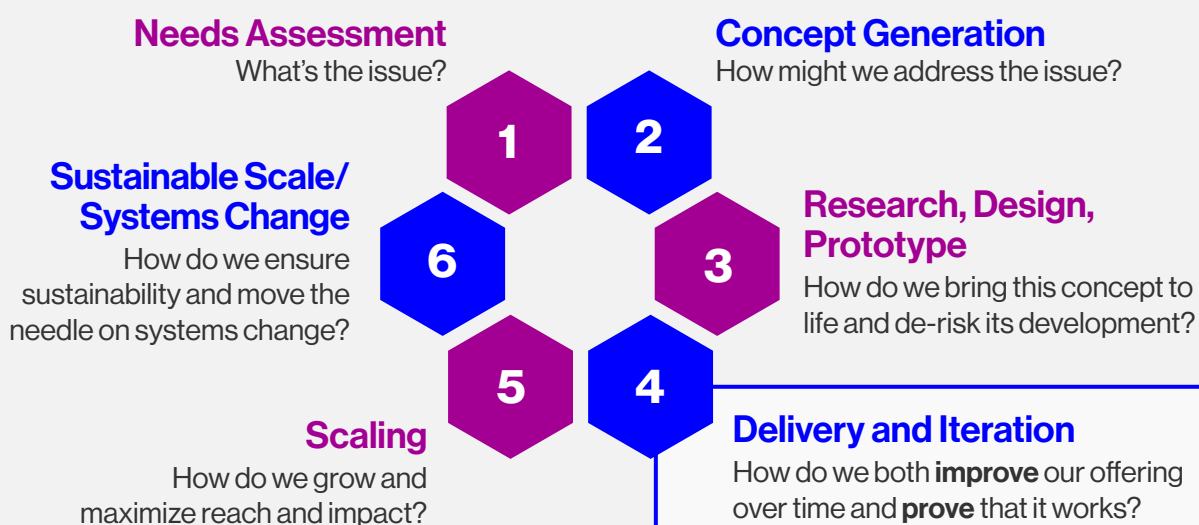 Needs Assessment
What's the issue?
1
2
Concept Generation
How might we address the issue?
3
Research, Design,
Prototype
How do we bring this concept to
life and de-risk its development?
4
Delivery and Iteration
How do we both improve our offering
over time and prove that it works?
5
Scaling
How do we grow and
maximize reach and impact?
6
Sustainable Scale/
Systems Change
How do we ensure
sustainability and move the
needle on systems change?